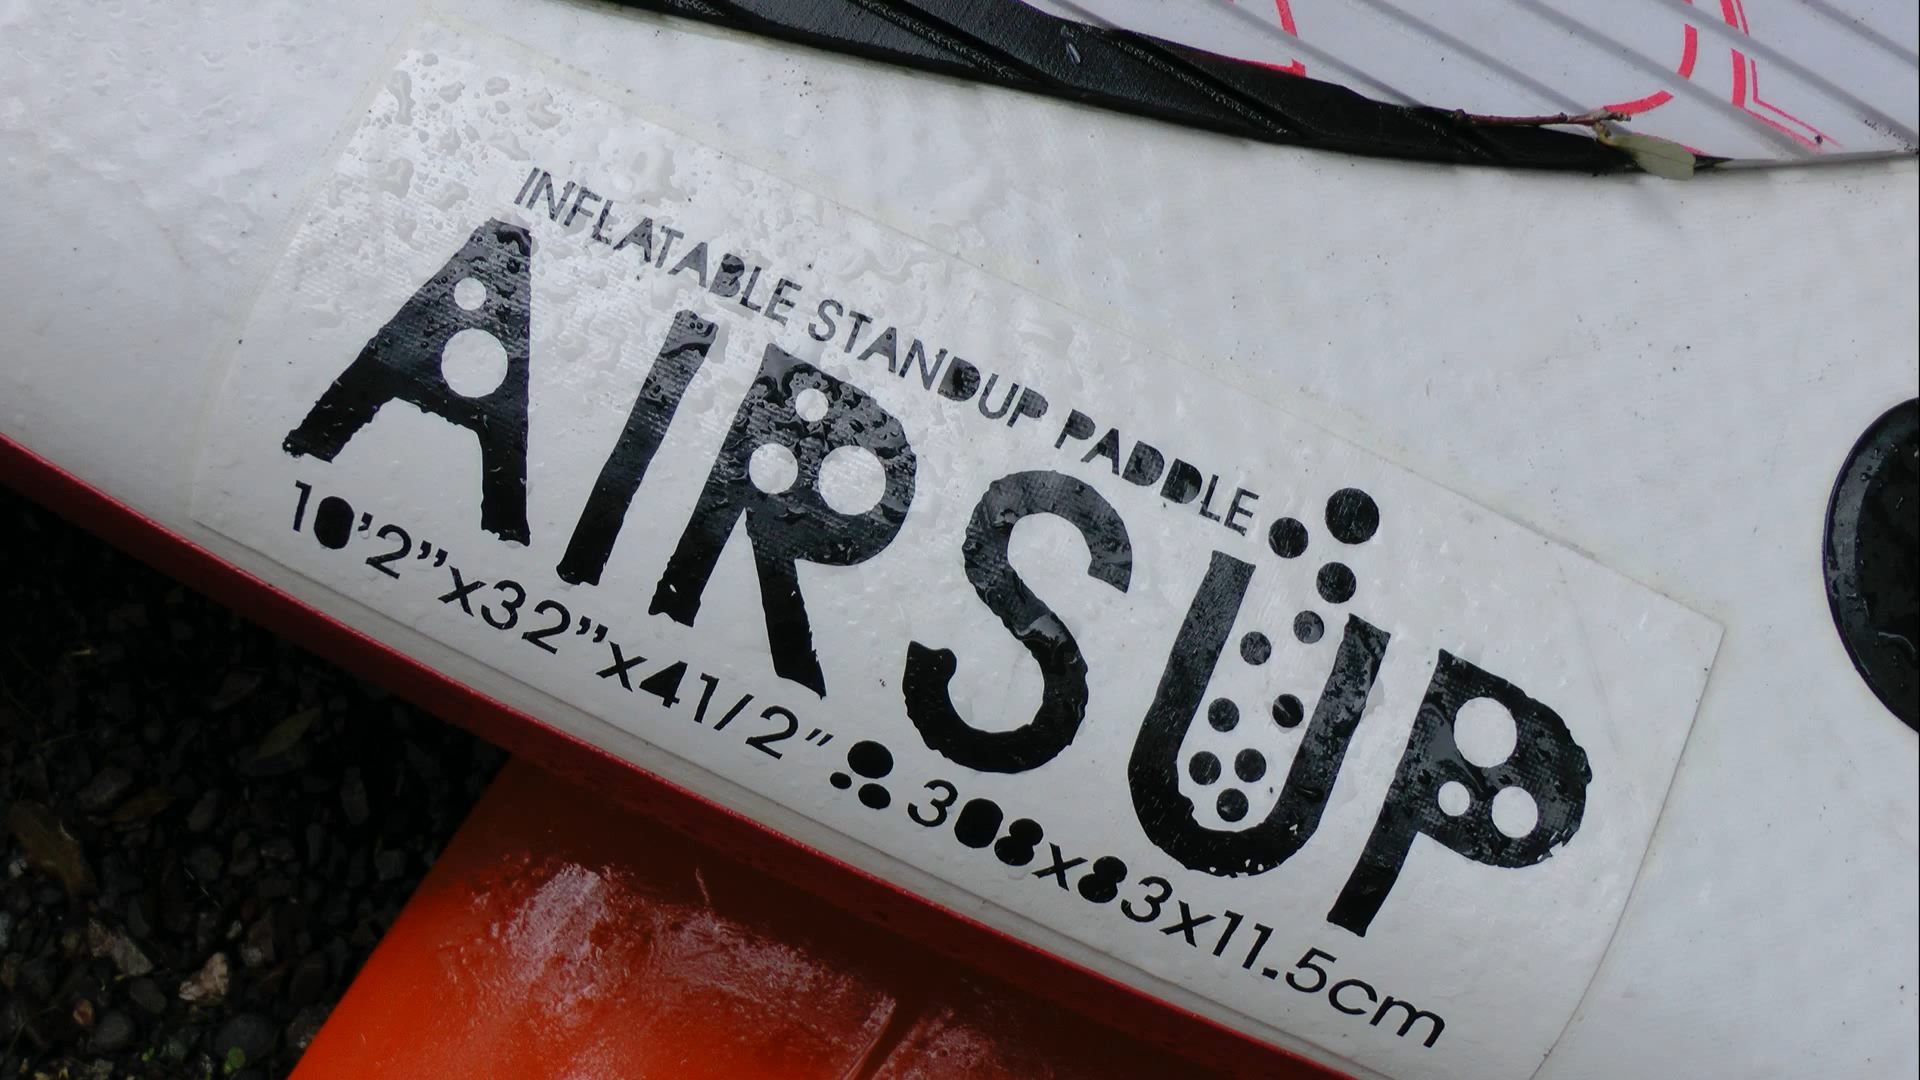 INFLATABLE STANDUP PADDLE
AIRSUP
10’2”x32”x41/2” 308x83x11.5cm